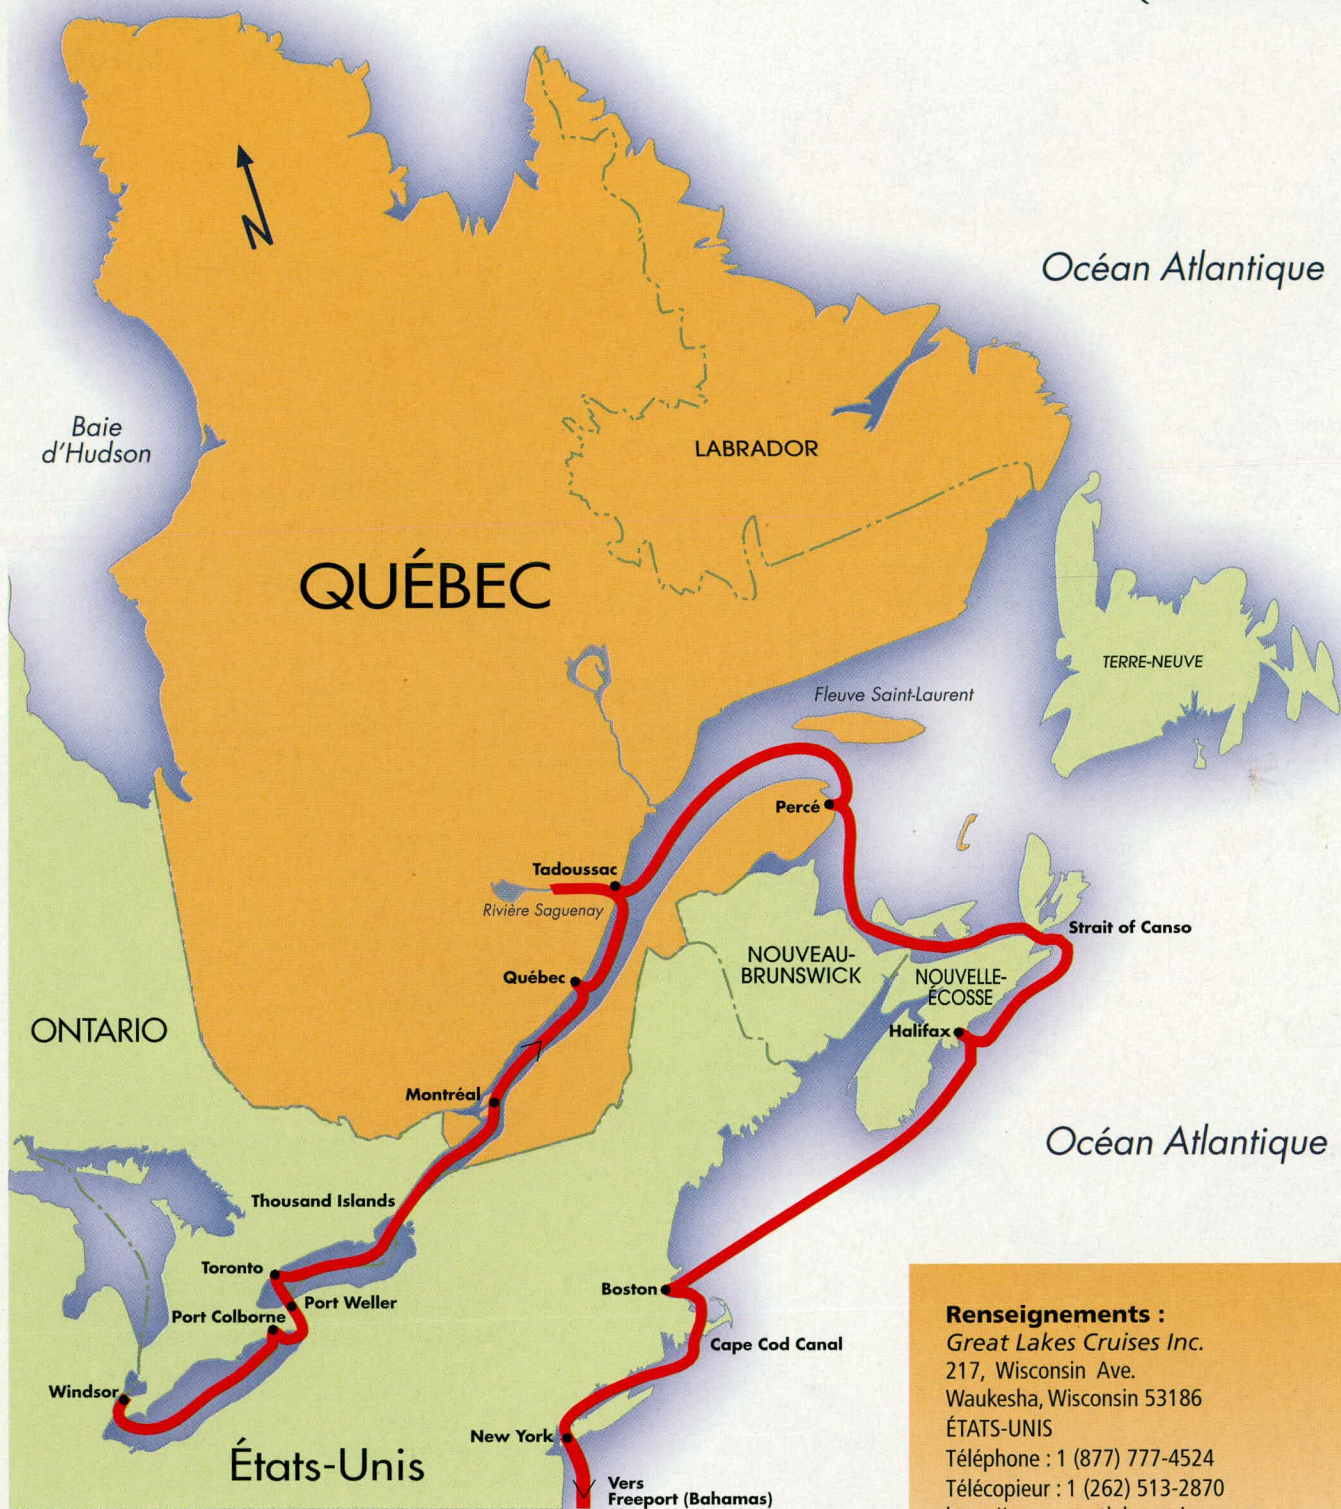 Océan Atlantique
N
Baie
d'Hudson
LABRADOR
QUÉBEC
TERRE-NEUVE
Fleuve Saint-Laurent
Percé
Tadoussac
Rivière Saguenay
Strait of Canso
NOUVEAU-
BRUNSWICK
NOUVELLE-
ÉCOSSE
Québec
ONTARIO
Halifax
Montréal
Océan Atlantique
Thousand Islands
Toronto
Port Weller
Port Colborne
Boston
Cape Cod Canal
Windsor
New York
États-Unis
Vers
Freeport (Bahamas)
Renseignements :
Great Lakes Cruises Inc.
217, Wisconsin Ave.
Waukesha, Wisconsin 53186
ÉTATS-UNIS
Téléphone : 1 (877) 777-4524
Télécopieur : 1 (262) 513-2870